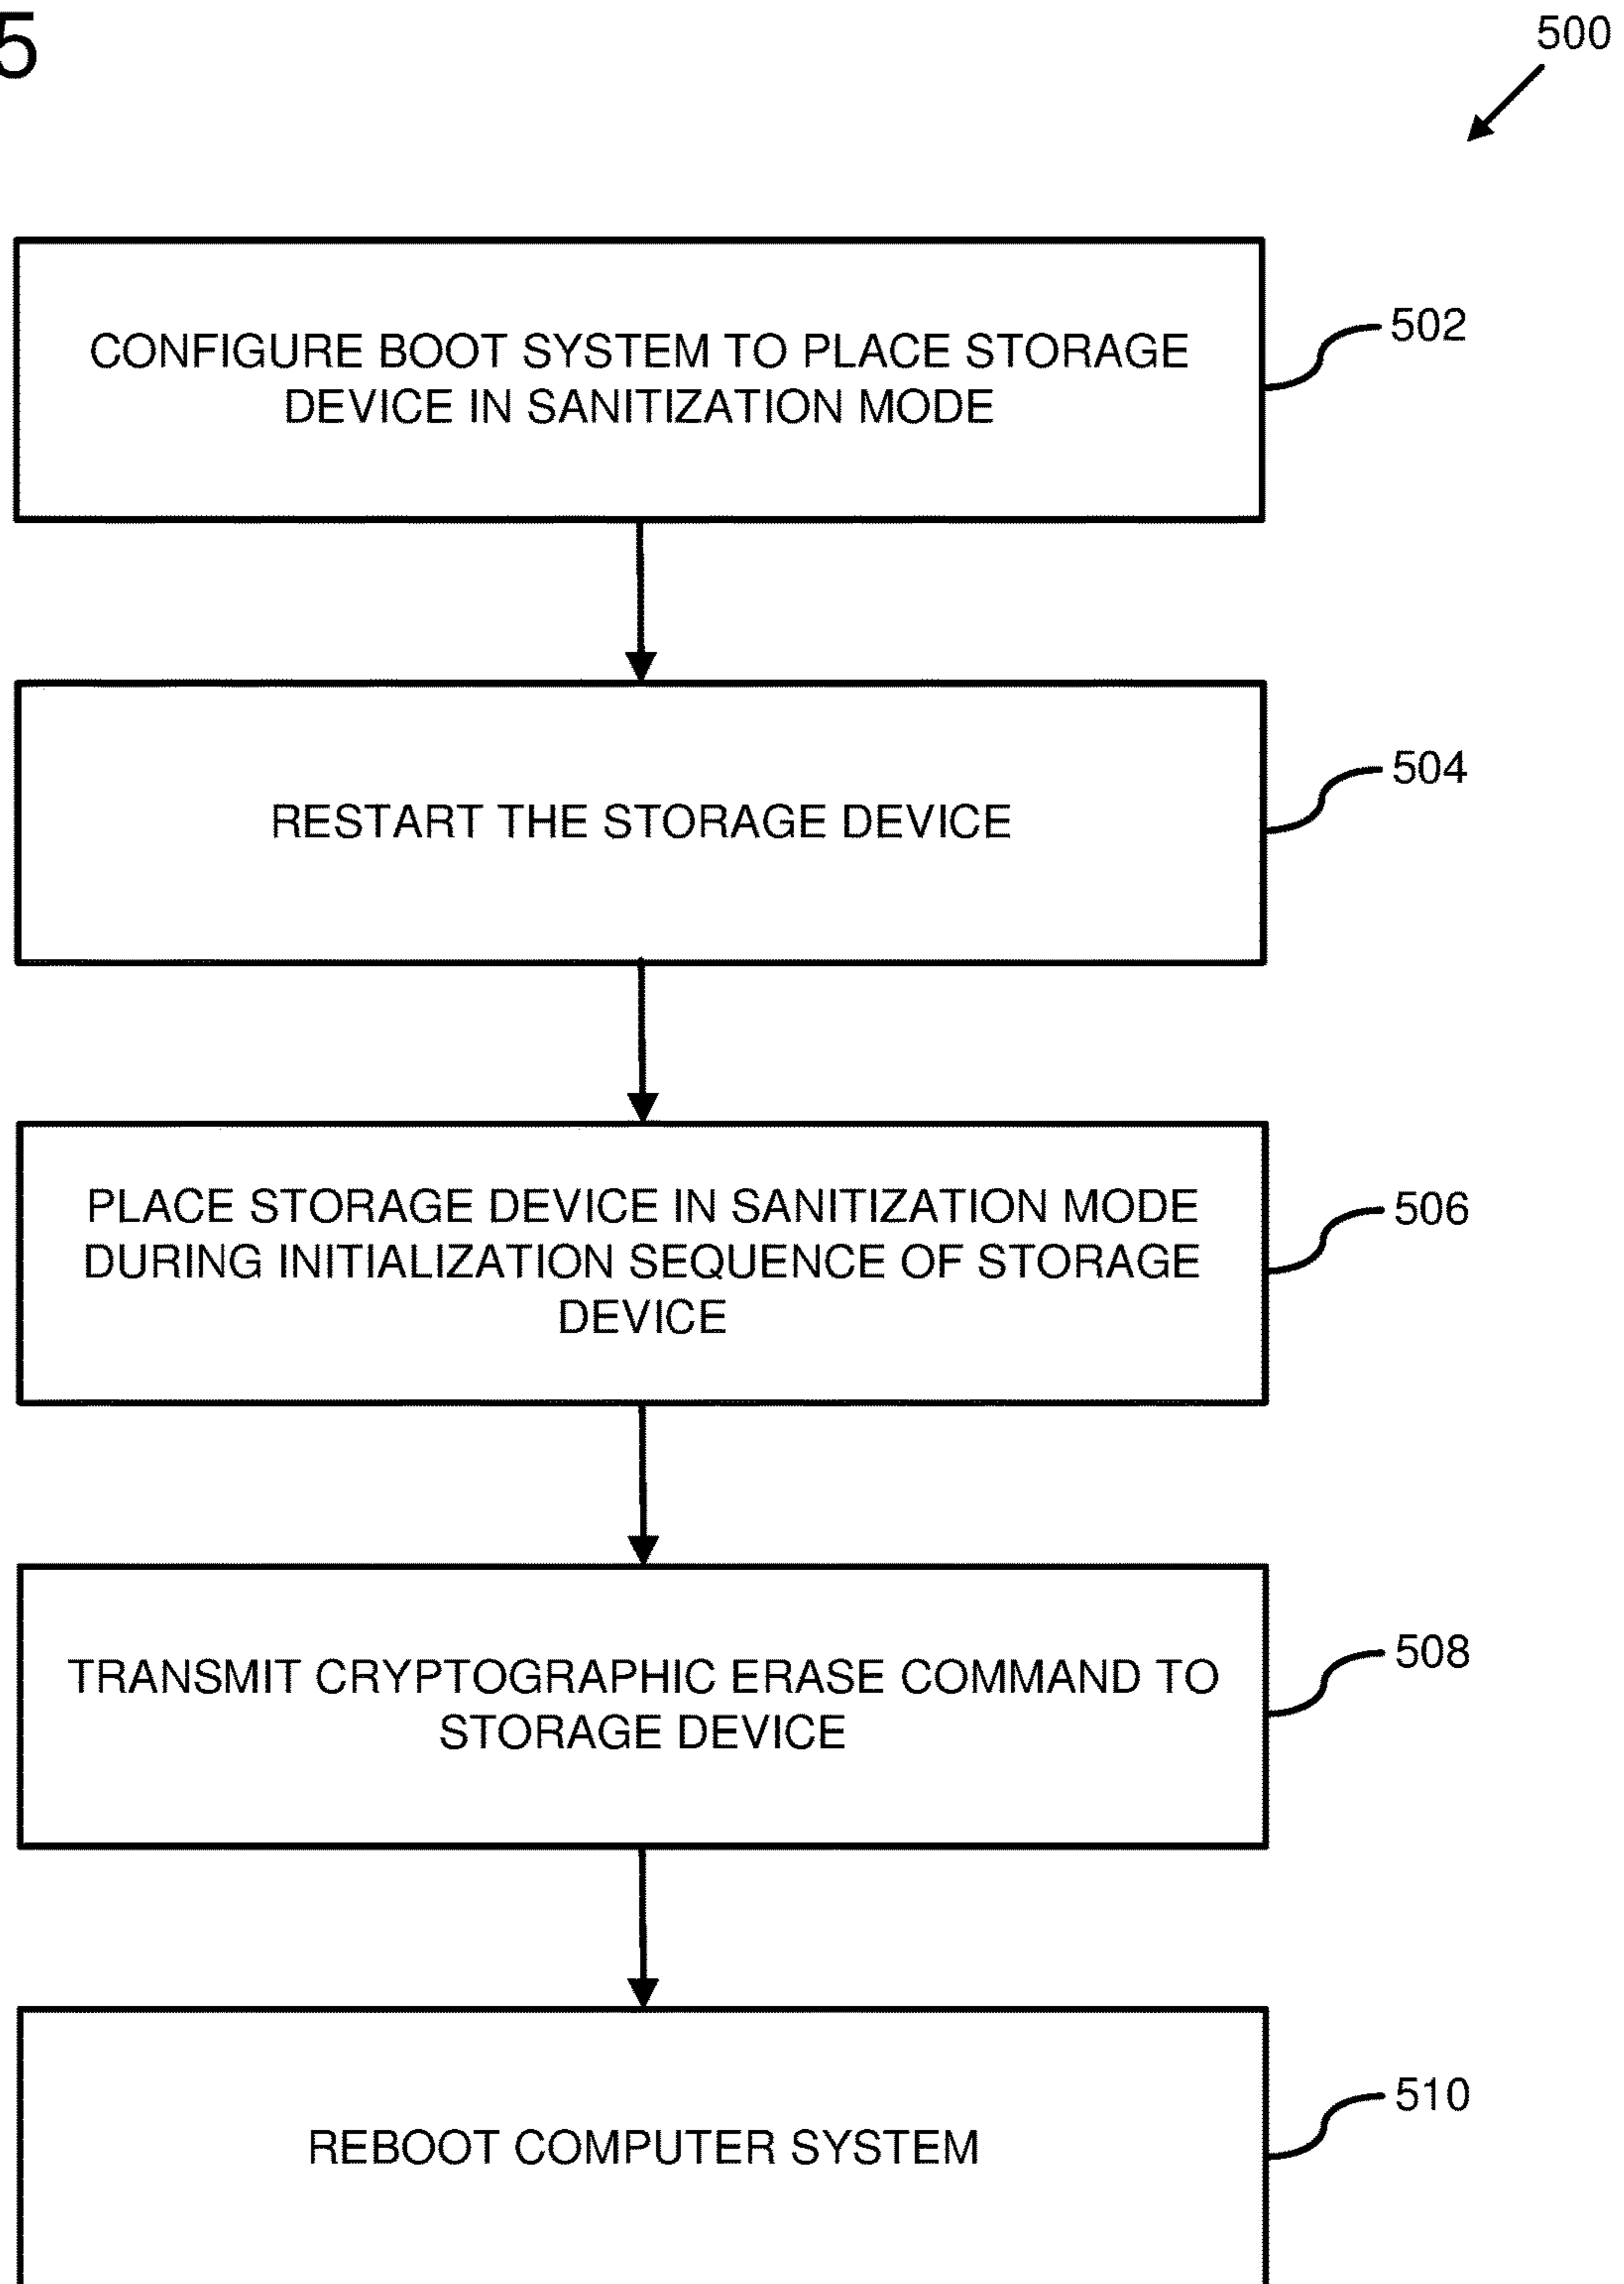 5
500
CONFIGURE BOOT SYSTEM TO PLACE STORAGE
DEVICE IN SANITIZATION MODE
502
RESTART THE STORAGE DEVICE
504
PLACE STORAGE DEVICE IN SANITIZATION MODE
DURING INITIALIZATION SEQUENCE OF STORAGE
DEVICE
506
TRANSMIT CRYPTOGRAPHIC ERASE COMMAND TO
STORAGE DEVICE
508
REBOOT COMPUTER SYSTEM
510